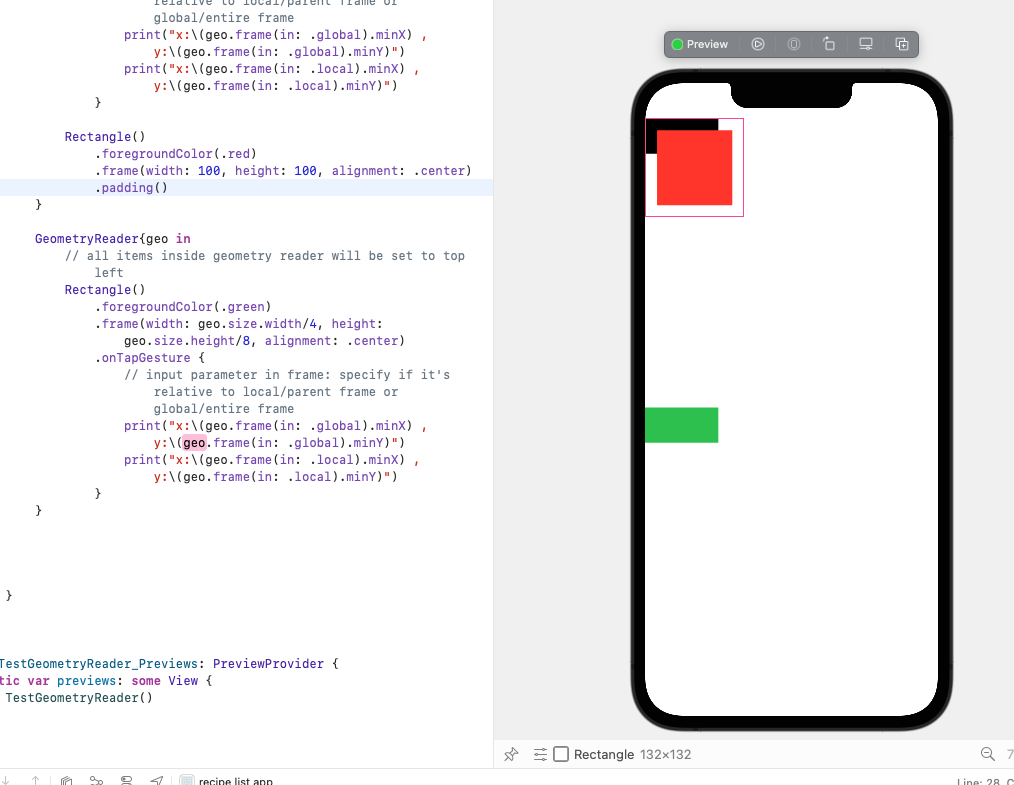 relative to local/parent frame or
global/entire frame
print("x:\(geo.frame(in: .global).minX) ,
y:\(geo.frame(in: .global).minY)")
print("x:\(geo.frame(in: .local).minX) ,
y:\(geo.frame(in: .local).minY)")
}
Rectangle()
.foregroundColor(.red)
.frame(width: 100, height: 100, alignment: .center)
.padding()
}
GeometryReader{geo in
// all items inside geometry reader will be set to top
left
Rectangle()
.foregroundColor(.green)
.frame(width: geo.size.width/4, height:
geo.size.height/8, alignment: .center)
.onTapGesture {
// input parameter in frame: specify if it's
relative to local/parent frame or
global/entire frame
print("x:\(geo.frame(in: .global).minX) ,
y:\(geo.frame(in: .global).minY)")
print("x:\(geo.frame(in: .local).minX) ,
y:\(geo.frame(in: .local).minY)")
}
}
}
TestGeometryReader_Previews: PreviewProvider {
tic var previews: some View {
TestGeometryReader()
Preview
Rectangle 132×132
7
recipe list app
Line: 28, C